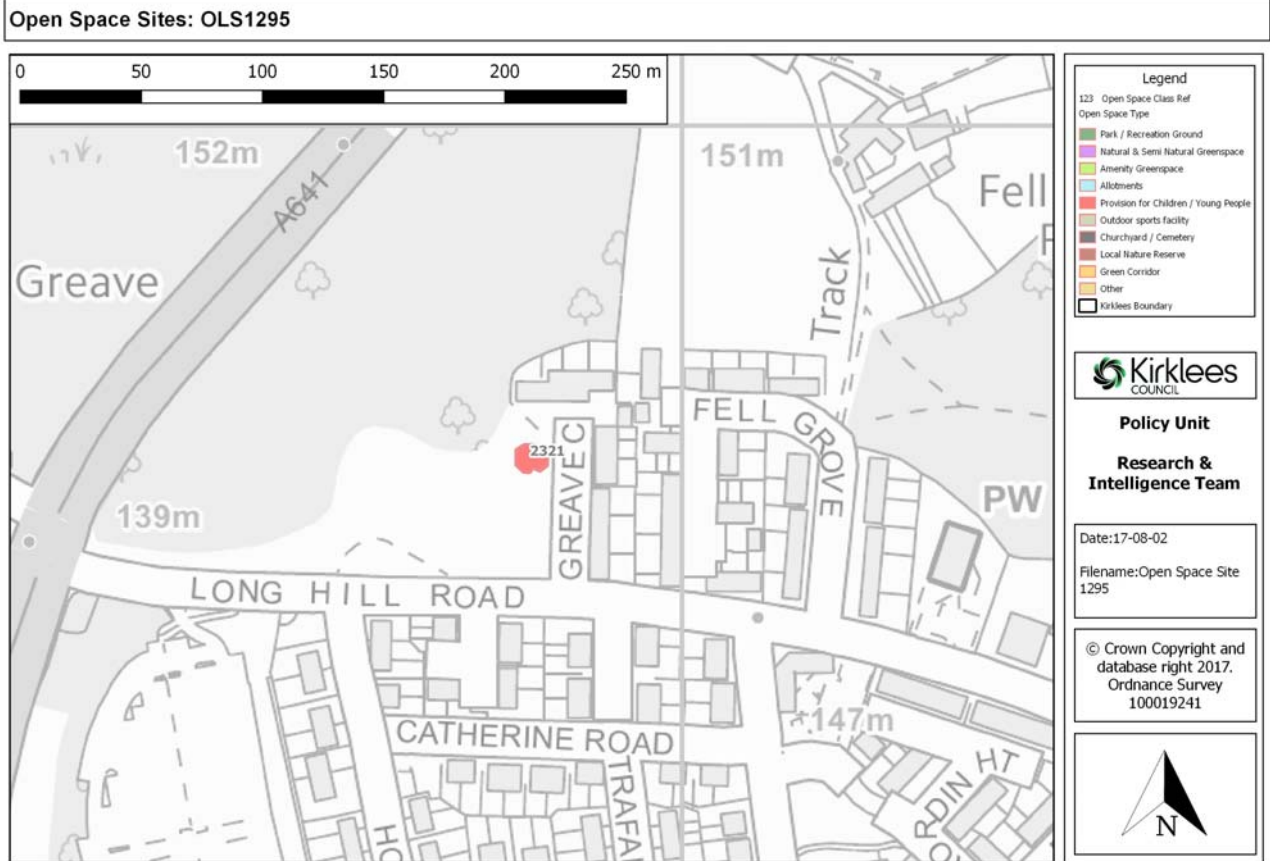 Open Space Sites: OLS1295
0 50 100 150 200 250 m
152m
151m
A641
Greave
Fell
Track
FELL GROVE
2321
GREAVE C
PW
139m
LONG HILL ROAD
147m
CATHERINE ROAD
TRAFA
HO
RDIN HT
Legend
123 Open Space Class Ref
Open Space Type
Park / Recreation Ground
Natural & Semi Natural Greenspace
Amenity Greenspace
Allotments
Provision for Children / Young People
Outdoor sports facility
Churchyard / Cemetery
Local Nature Reserve
Green Corridor
Other
Kirklees Boundary
Kirklees
COUNCIL
Policy Unit
Research &
Intelligence Team
Date:17-08-02
Filename:Open Space Site
1295
© Crown Copyright and
database right 2017.
Ordnance Survey
100019241
N